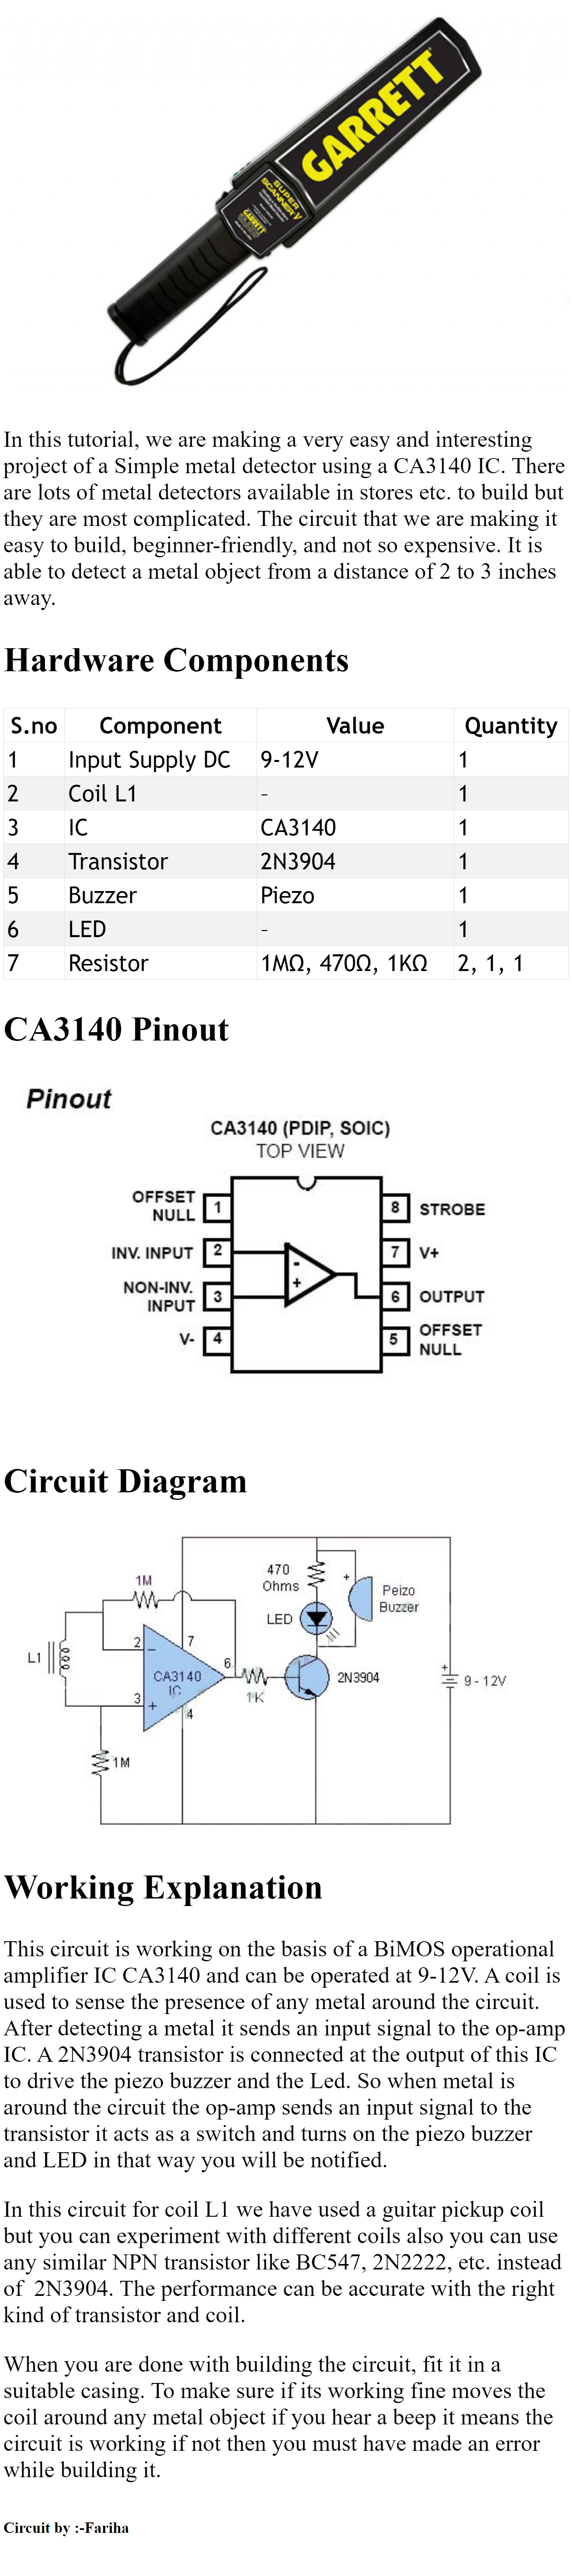 GARRETT
SUPER
SCANNER V
GARRETT
In this tutorial, we are making a very easy and interesting
project of a Simple metal detector using a CA3140 IC. There
are lots of metal detectors available in stores etc. to build but
they are most complicated. The circuit that we are making it
easy to build, beginner-friendly, and not so expensive. It is
able to detect a metal object from a distance of 2 to 3 inches
away.
Hardware Components
S.no Component Value Quantity
1 Input Supply DC 9-12V 1
2 Coil L1 - 1
3 IC CA3140 1
4 Transistor 2N3904 1
5 Buzzer Piezo 1
6 LED - 1
7 Resistor 1MΩ, 470Ω, 1KΩ 2, 1, 1
CA3140 Pinout
Pinout
CA3140 (PDIP, SOIC)
TOP VIEW
OFFSET
NULL 1 8 STROBE
INV. INPUT 2 - 7 V+
NON-INV.
INPUT 3 + 6 OUTPUT
V- 4 5 OFFSET
NULL
Circuit Diagram
470
Ohms
1M
+
Peizo
Buzzer
LED
2 - 7
L1
CA3140
IC
6
1K
2N3904
+
9 - 12V
3 +
4
1M
Working Explanation
This circuit is working on the basis of a BiMOS operational
amplifier IC CA3140 and can be operated at 9-12V. A coil is
used to sense the presence of any metal around the circuit.
After detecting a metal it sends an input signal to the op-amp
IC. A 2N3904 transistor is connected at the output of this IC
to drive the piezo buzzer and the Led. So when metal is
around the circuit the op-amp sends an input signal to the
transistor it acts as a switch and turns on the piezo buzzer
and LED in that way you will be notified.
In this circuit for coil L1 we have used a guitar pickup coil
but you can experiment with different coils also you can use
any similar NPN transistor like BC547, 2N2222, etc. instead
of 2N3904. The performance can be accurate with the right
kind of transistor and coil.
When you are done with building the circuit, fit it in a
suitable casing. To make sure if its working fine moves the
coil around any metal object if you hear a beep it means the
circuit is working if not then you must have made an error
while building it.
Circuit by :-Fariha